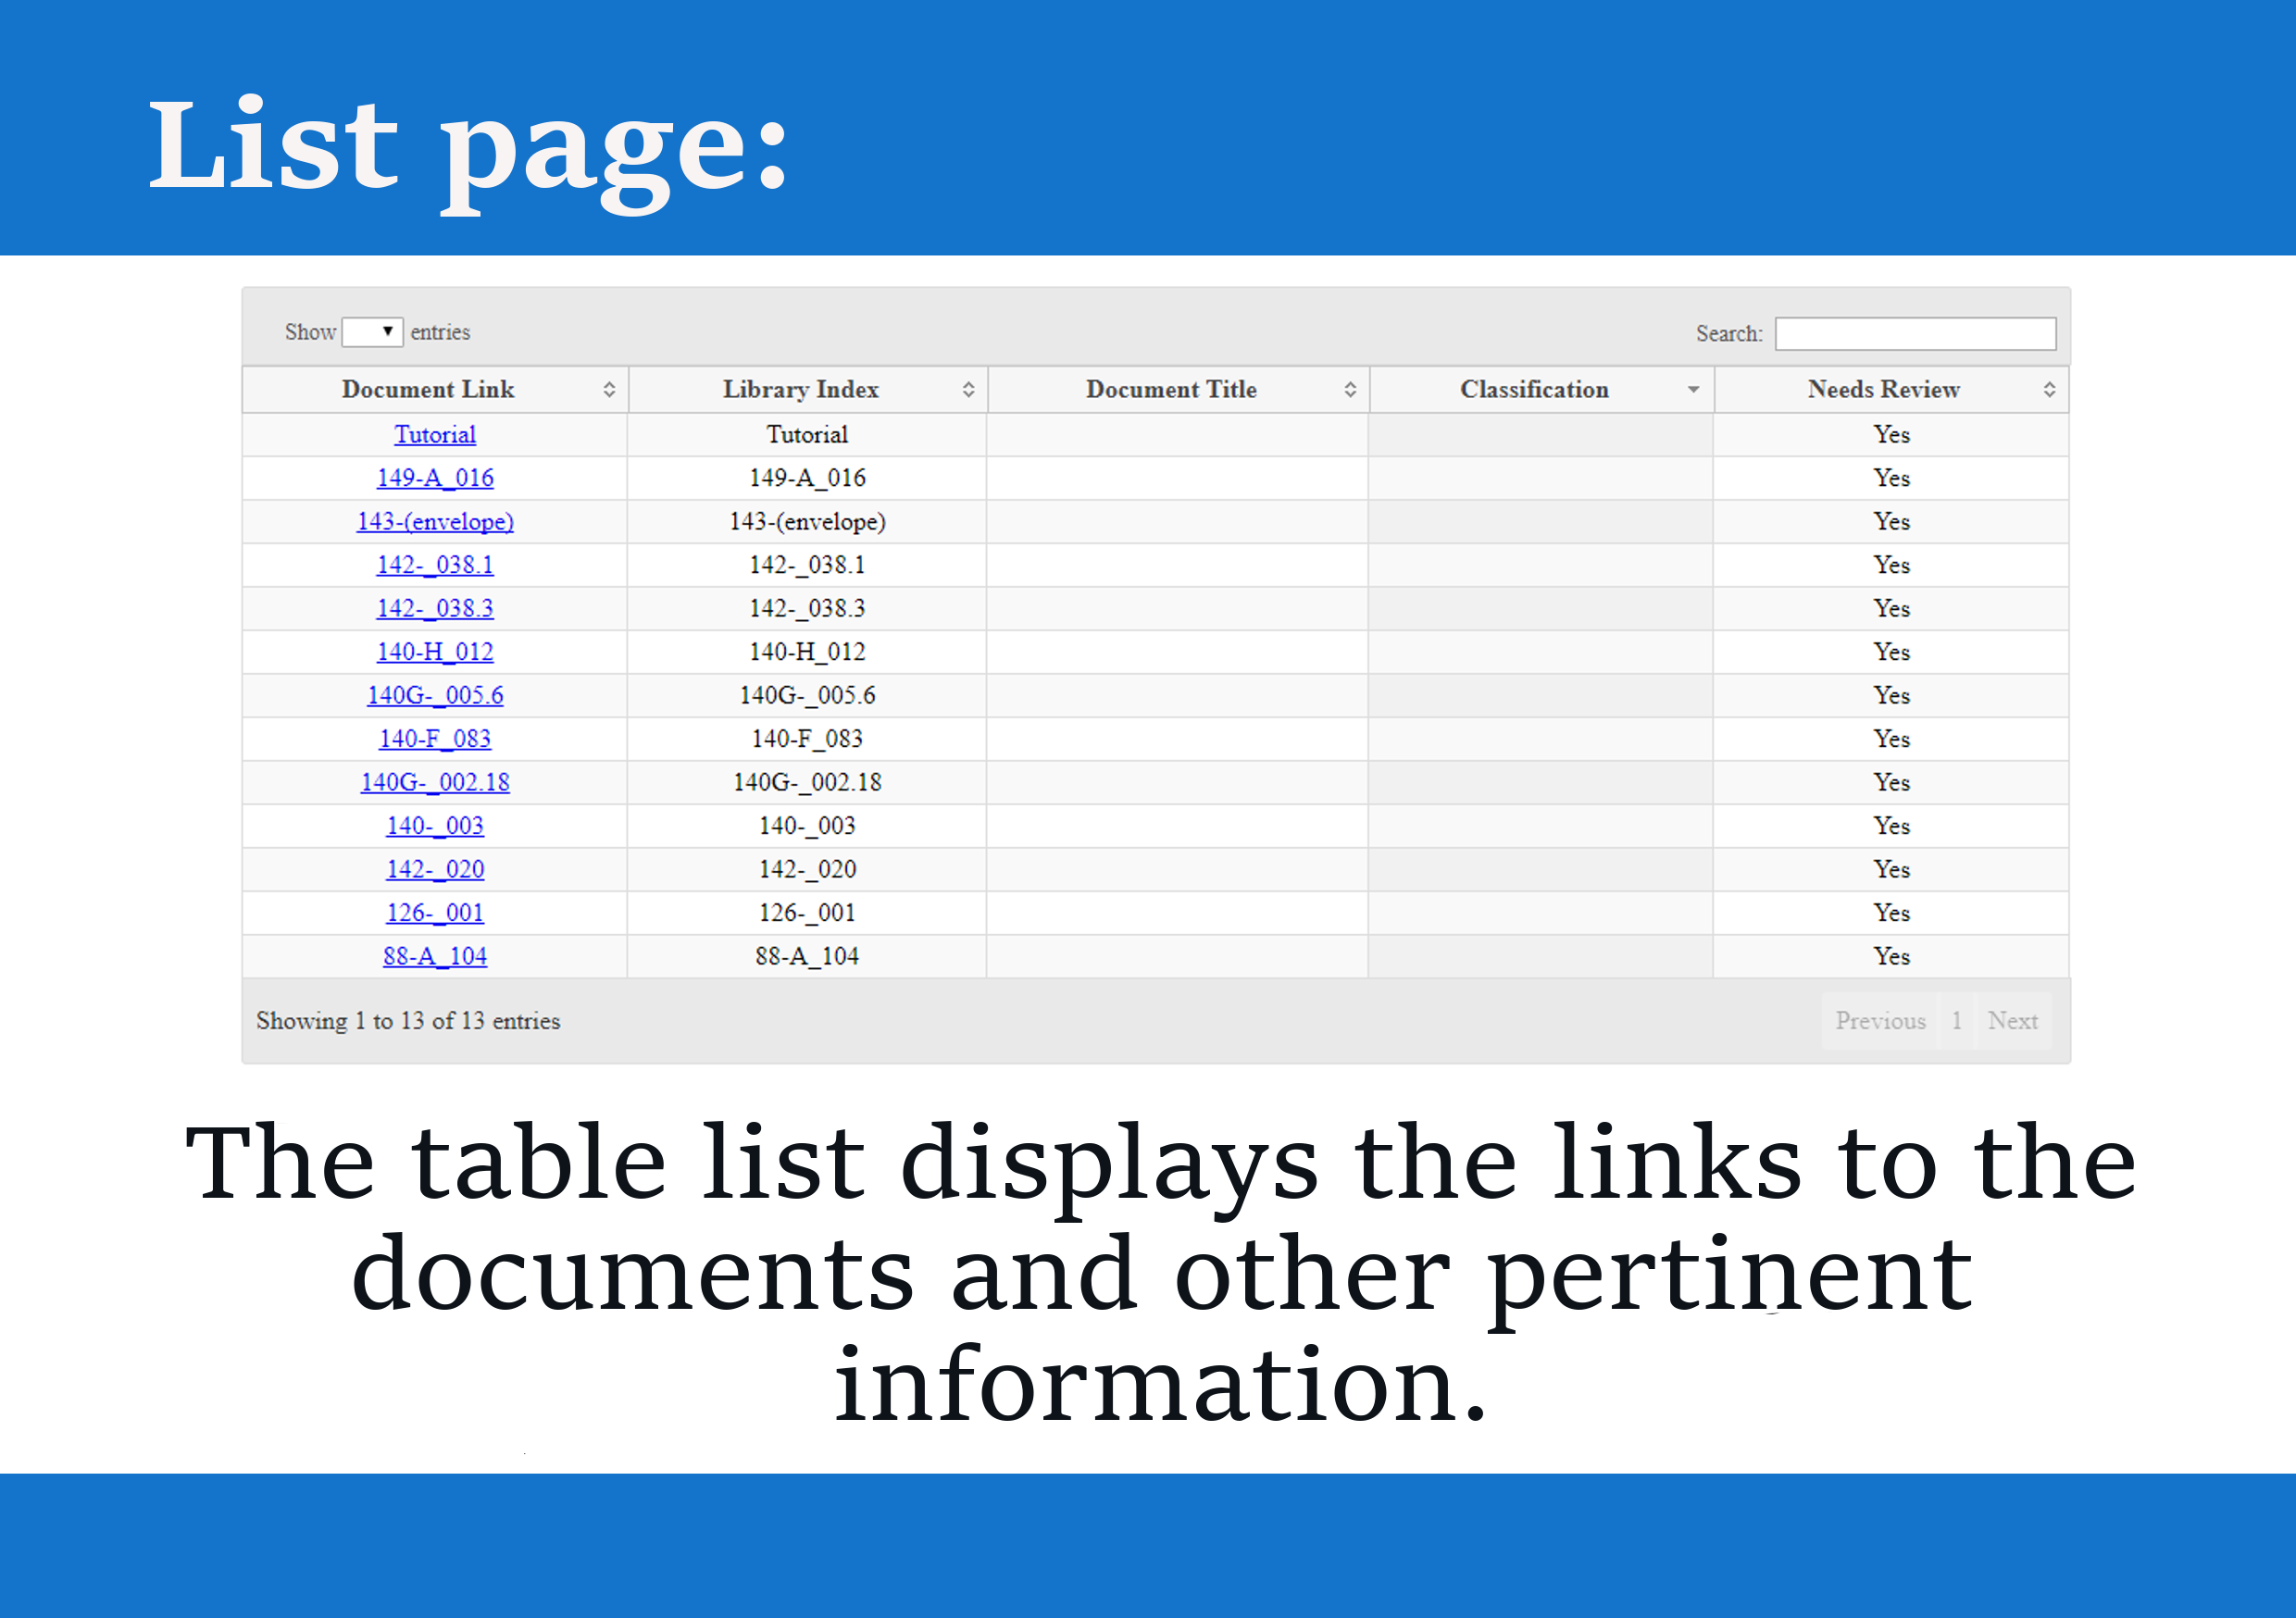 List page:
Show entries Search:
Document Link Library Index Document Title Classification Needs Review
Tutorial Tutorial Yes
149-A_016 149-A_016 Yes
143-(envelope) 143-(envelope) Yes
142-_038.1 142-_038.1 Yes
142-_038.3 142-_038.3 Yes
140-H_012 140-H_012 Yes
140G-_005.6 140G-_005.6 Yes
140-F_083 140-F_083 Yes
140G-_002.18 140G-_002.18 Yes
140-_003 140-_003 Yes
142-_020 142-_020 Yes
126-_001 126-_001 Yes
88-A_104 88-A_104 Yes
Showing 1 to 13 of 13 entries Previous 1 Next
The table list displays the links to the
documents and other pertinent
information.